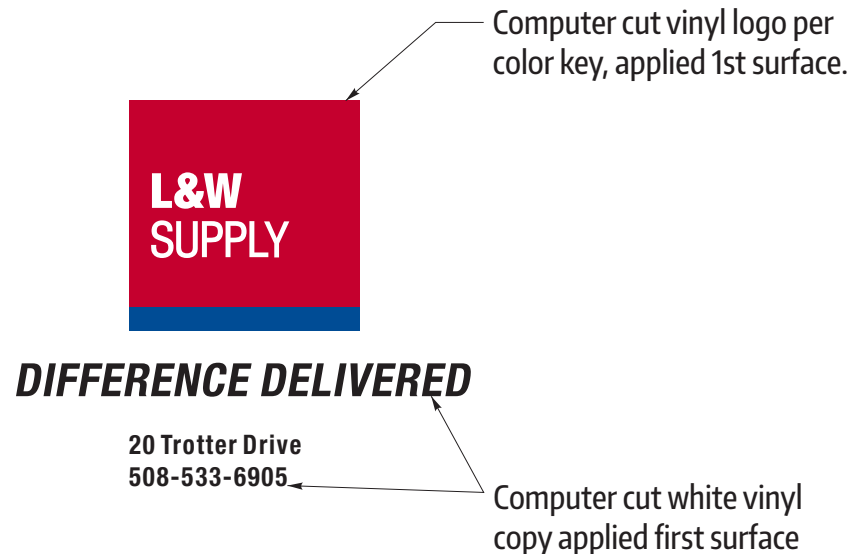 Computer cut vinyl logo per
color key, applied 1st surface.
L&W
SUPPLY
DIFFERENCE DELIVERED
20 Trotter Drive
508-533-6905
Computer cut white vinyl
copy applied first surface